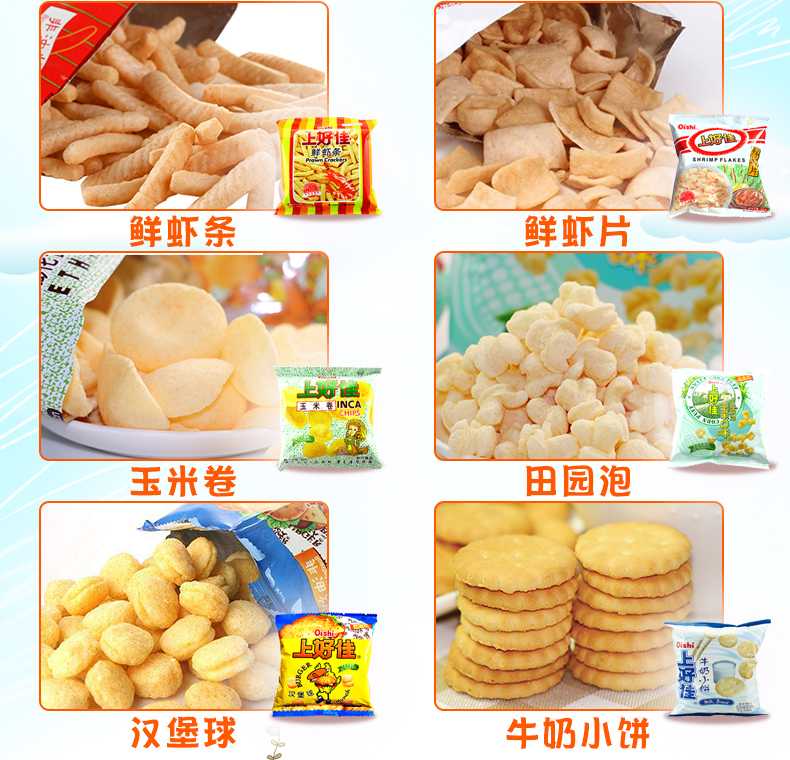 上好佳
鲜虾条
Prawn Crackers
鲜虾条
Oishi
上好佳
SHRIMP FLAKES
鲜虾片
ETH
上好佳
玉米卷 INCA
CHIPS
玉米卷
上好佳
田园泡
Oishi
上好佳
BURGER
汉堡球
汉堡球
Oishi
上好佳
牛奶小饼
牛奶小饼